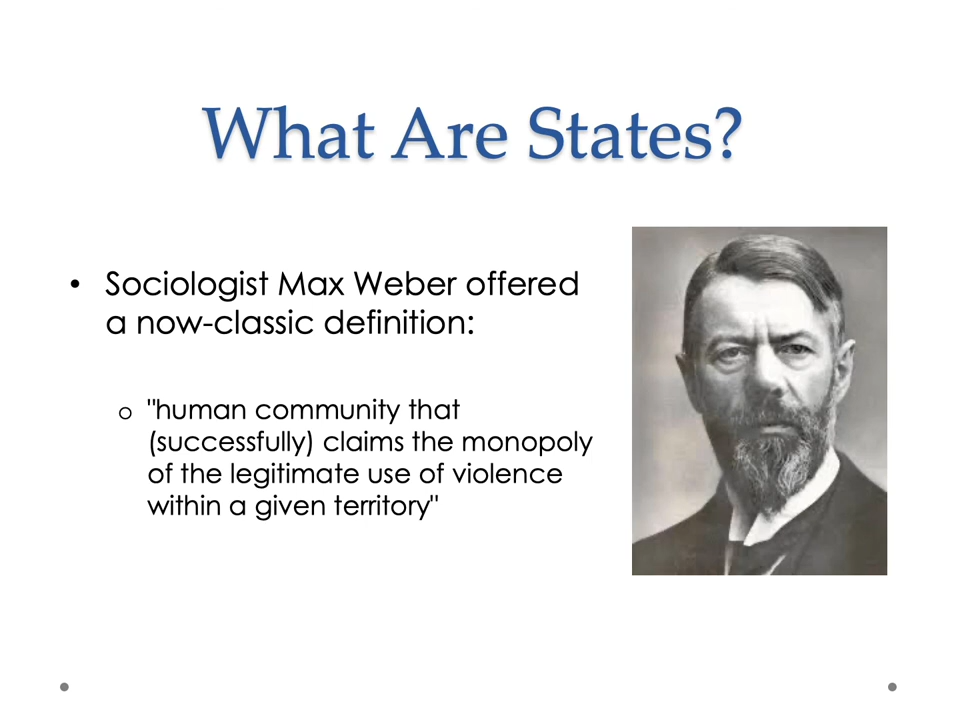 What Are States?
• Sociologist Max Weber offered
a now-classic definition:
o "human community that
(successfully) claims the monopoly
of the legitimate use of violence
within a given territory"